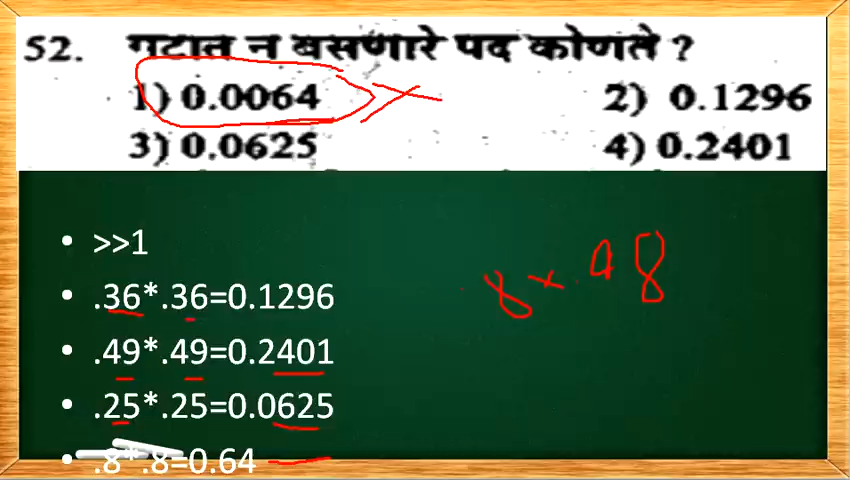 52. गटात न बसणारे पद कोणते ?
1) 0.0064 2) 0.1296
3) 0.0625 4) 0.2401
• >>1
• .36*.36=0.1296
8 × .98
• .49*.49=0.2401
• .25*.25=0.0625
• .8*.8=0.64